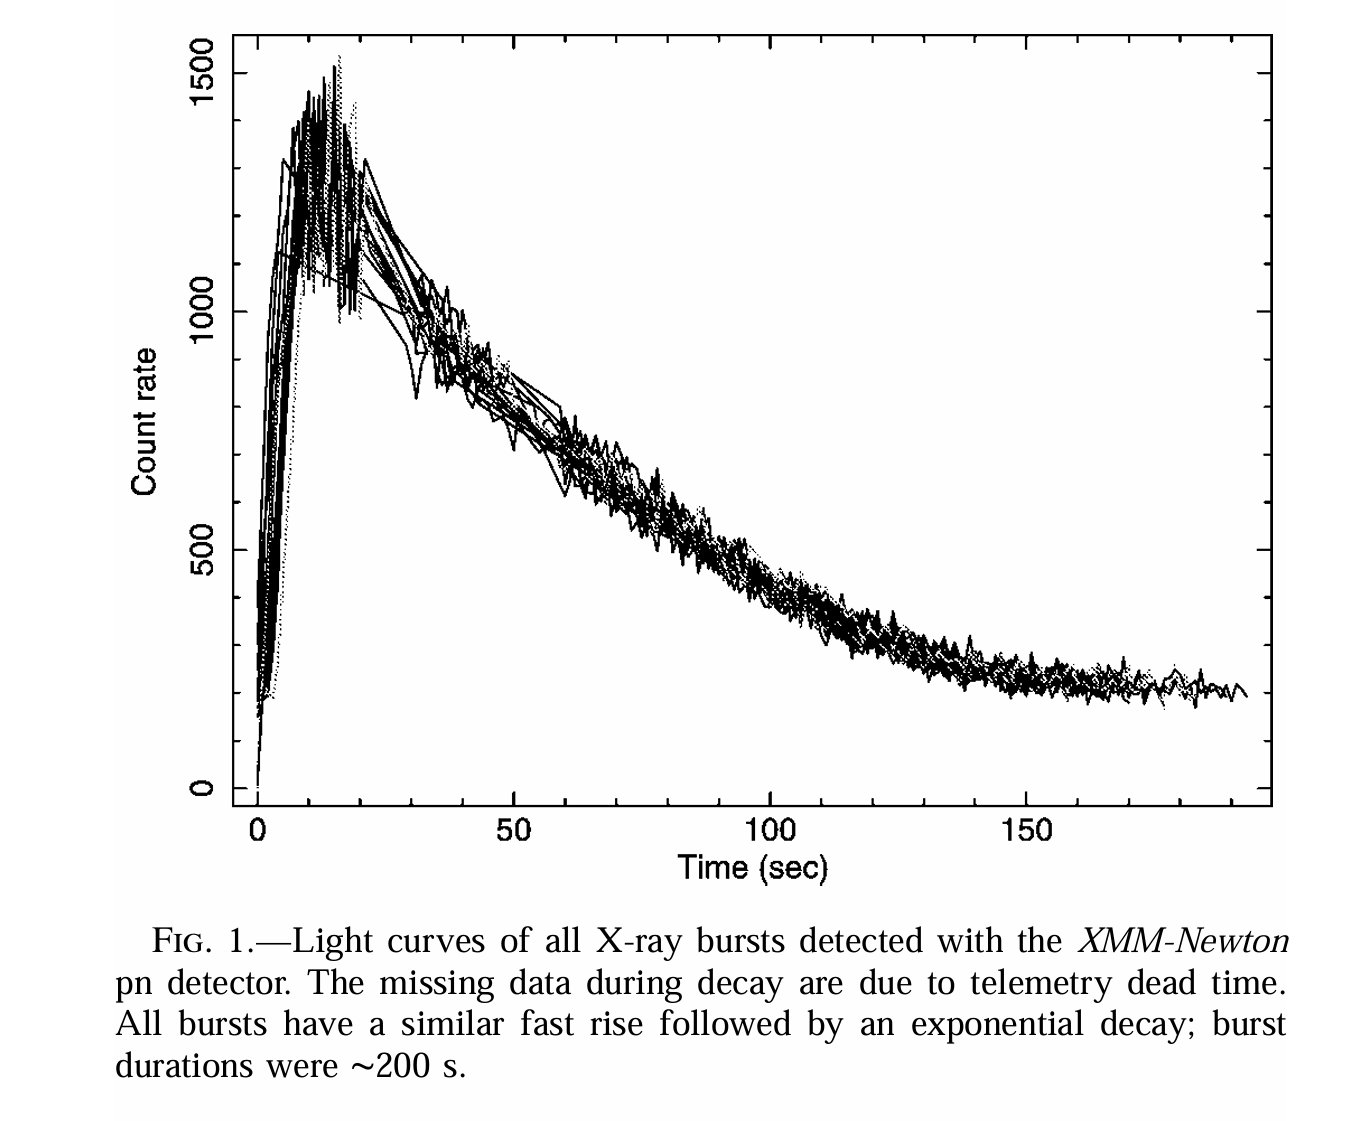 1500
1000
500
0
Count rate
0 50 100 150
Time (sec)
FIG. 1.—Light curves of all X-ray bursts detected with the XMM-Newton
pn detector. The missing data during decay are due to telemetry dead time.
All bursts have a similar fast rise followed by an exponential decay; burst
durations were ~200 s.